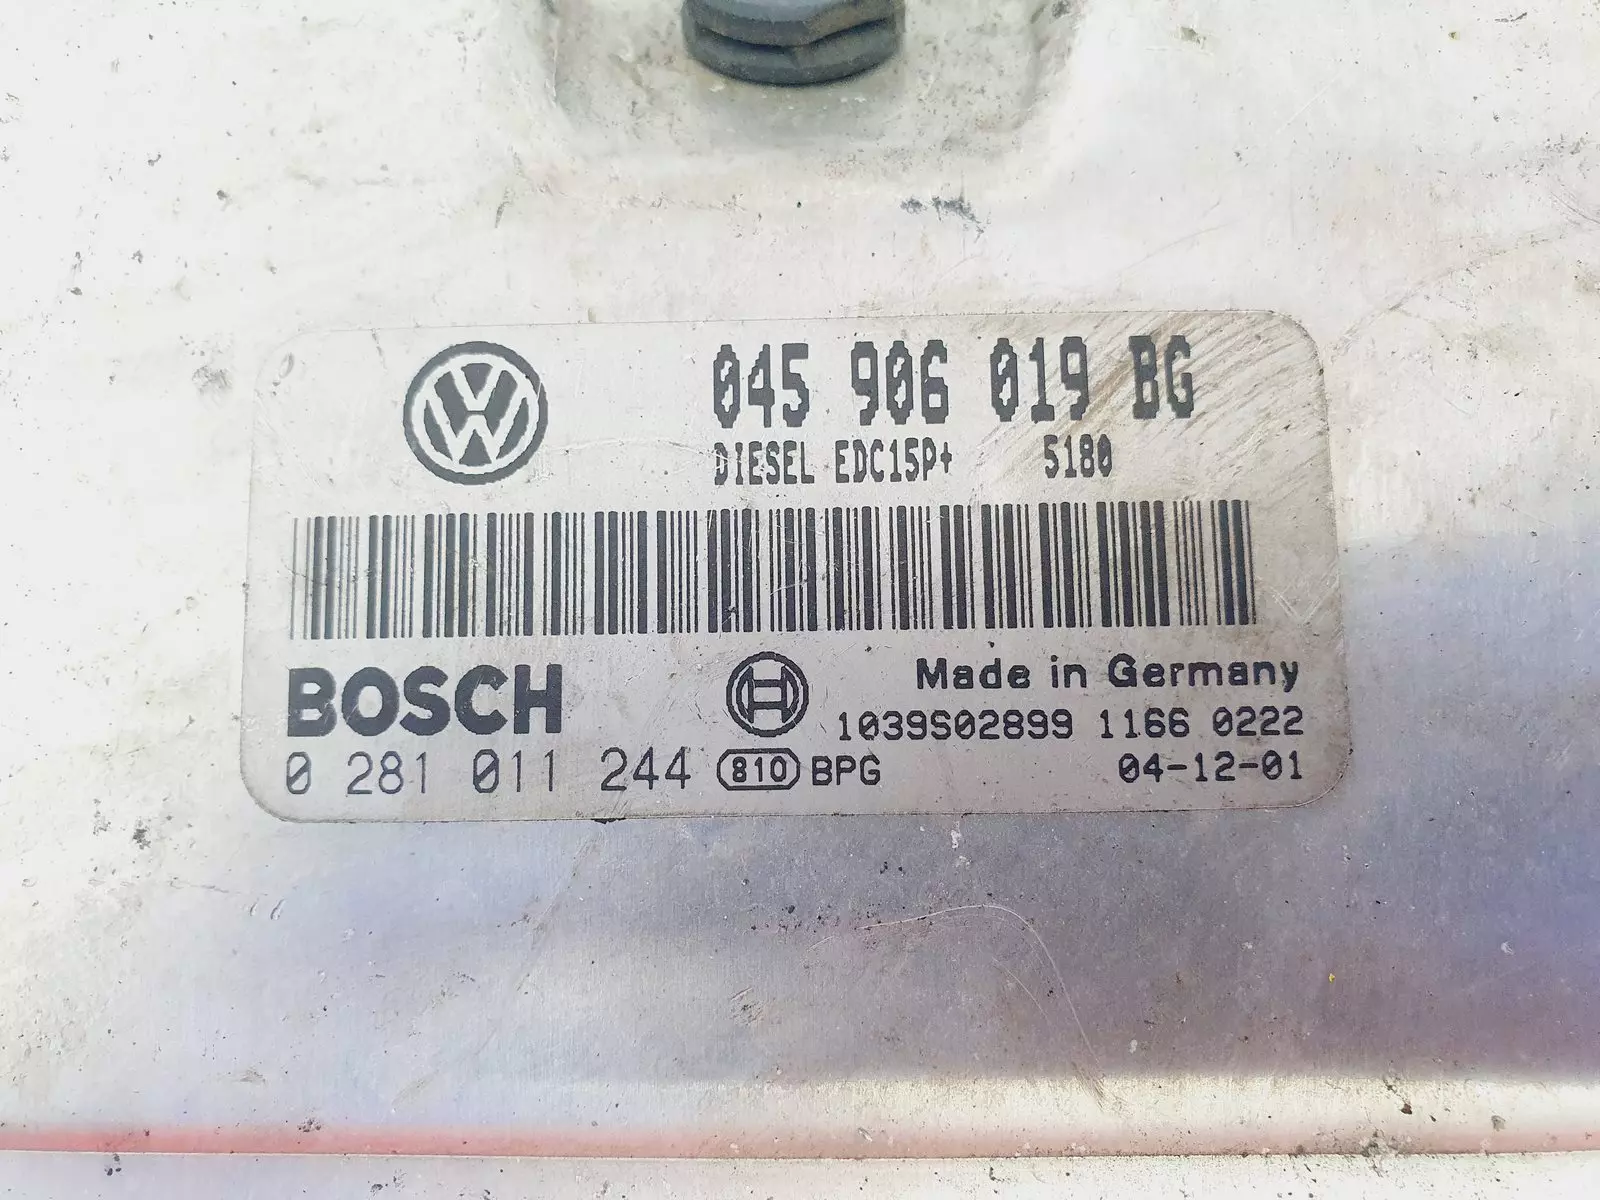 045 906 019 BG
DIESEL EDC15P+ 5180
BOSCH
Made in Germany
1039S02899 1166 0222
0 281 011 244 810 BPG 04-12-01